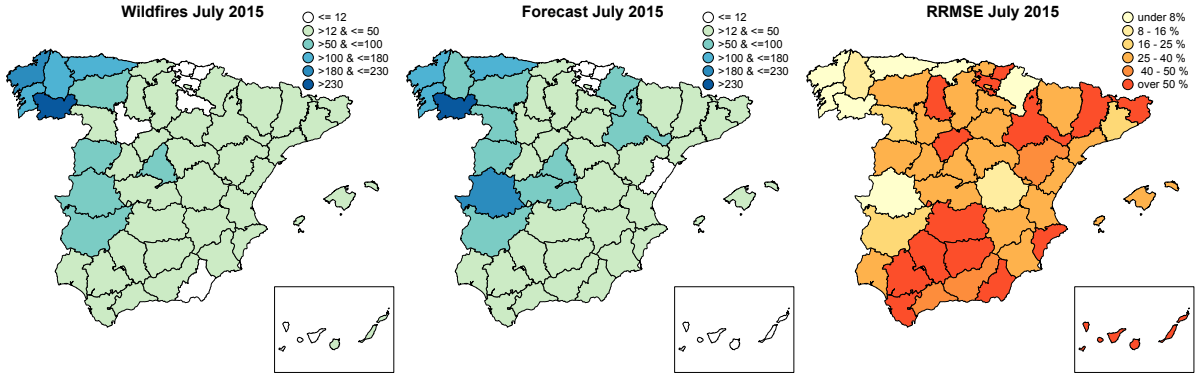 Wildfires July 2015
<= 12
>12 & <= 50
>50 & <=100
>100 & <=180
>180 & <=230
>230
Forecast July 2015
<= 12
>12 & <= 50
>50 & <=100
>100 & <=180
>180 & <=230
>230
RRMSE July 2015
under 8%
8 - 16 %
16 - 25 %
25 - 40 %
40 - 50 %
over 50 %